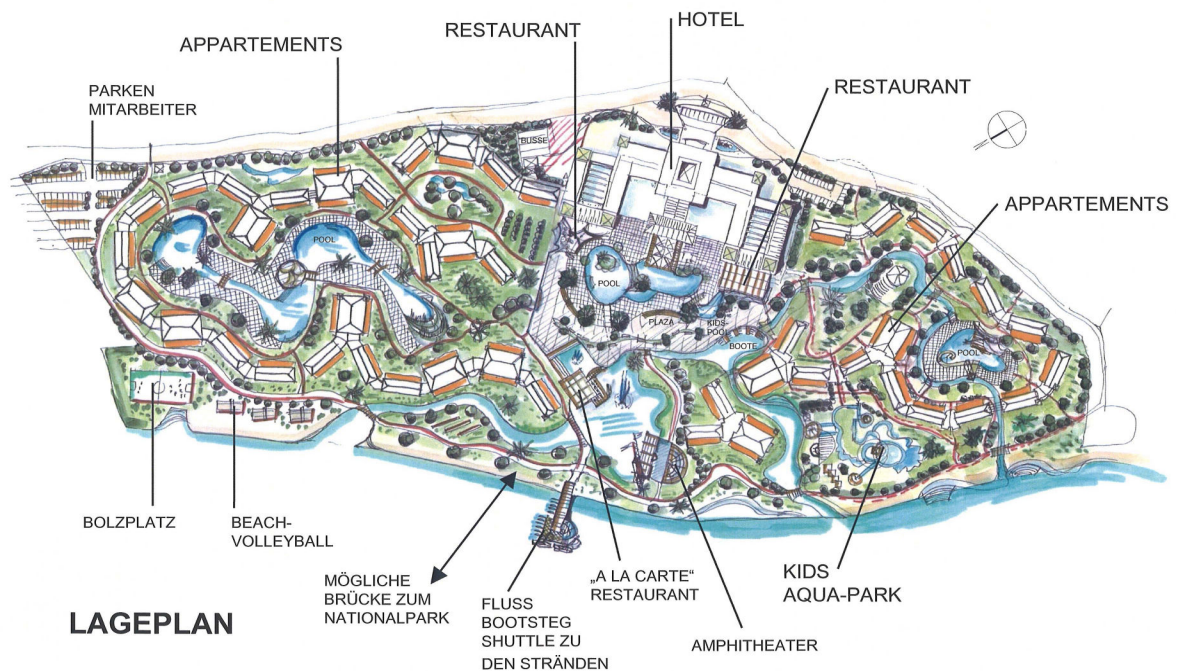 HOTEL
RESTAURANT
APPARTEMENTS
RESTAURANT
PARKEN
MITARBEITER
BUSSE
APPARTEMENTS
POOL
POOL
PLAZA
KIDS-
POOL
BOOTE
POOL
BOLZPLATZ
BEACH-
VOLLEYBALL
MÖGLICHE
BRÜCKE ZUM
NATIONALPARK
FLUSS
BOOTSTEG
SHUTTLE ZU
DEN STRÄNDEN
„A LA CARTE“
RESTAURANT
AMPHITHEATER
KIDS
AQUA-PARK
LAGEPLAN